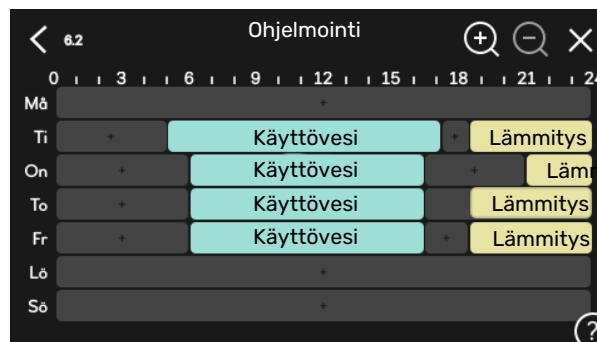 6.2 Ohjelmointi
0 3 6 9 12 15 18 21 24
Må
Ti Käyttövesi Lämmitys
On Käyttövesi Läm
To Käyttövesi Lämmitys
Fr Käyttövesi Lämmitys
Lö
Sö
?